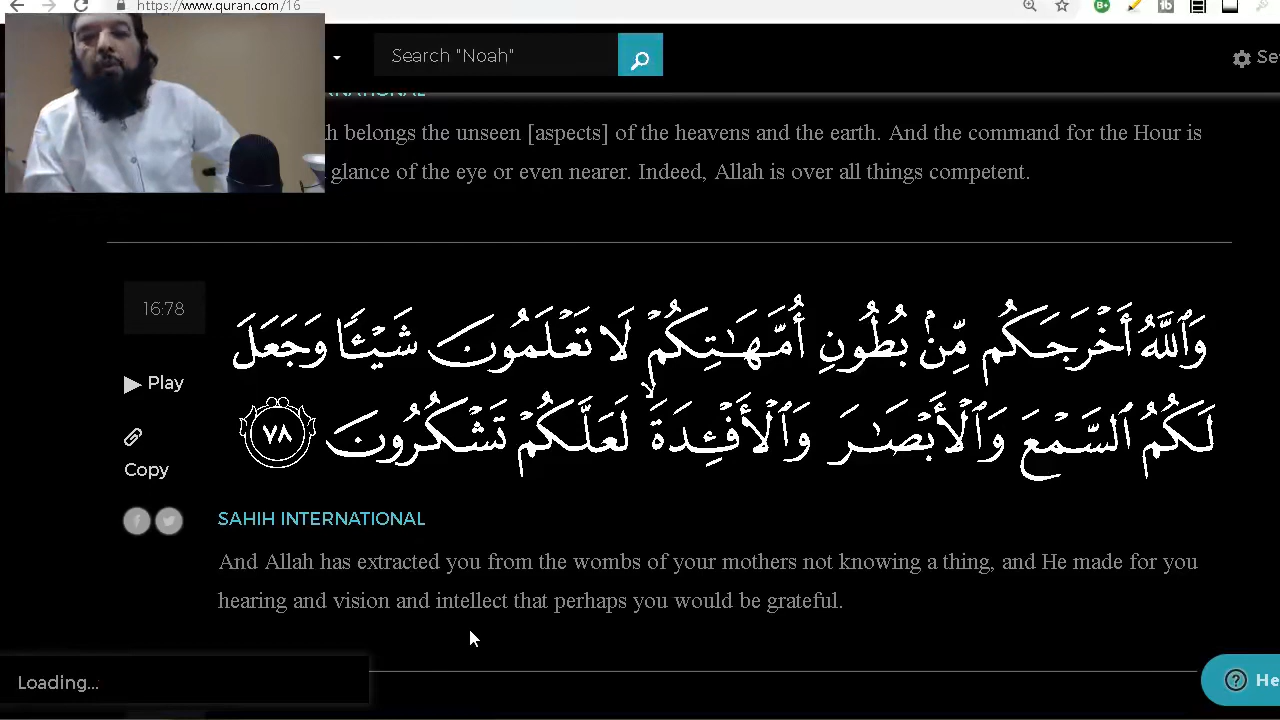 https://www.quran.com/16
Search "Noah"
belongs the unseen [aspects] of the heavens and the earth. And the command for the Hour is
glance of the eye or even nearer. Indeed, Allah is over all things competent.
16:78
وَٱللَّهُ أَخْرَجَكُم مِّنۢ بُطُونِ أُمَّهَـٰتِكُمْ لَا تَعْلَمُونَ شَيْـًٔا وَجَعَلَ
لَكُمُ ٱلسَّمْعَ وَٱلْأَبْصَـٰرَ وَٱلْأَفْـِٔدَةَ ۙ لَعَلَّكُمْ تَشْكُرُونَ ٧٨
Play
Copy
SAHIH INTERNATIONAL
And Allah has extracted you from the wombs of your mothers not knowing a thing, and He made for you
hearing and vision and intellect that perhaps you would be grateful.
Loading...